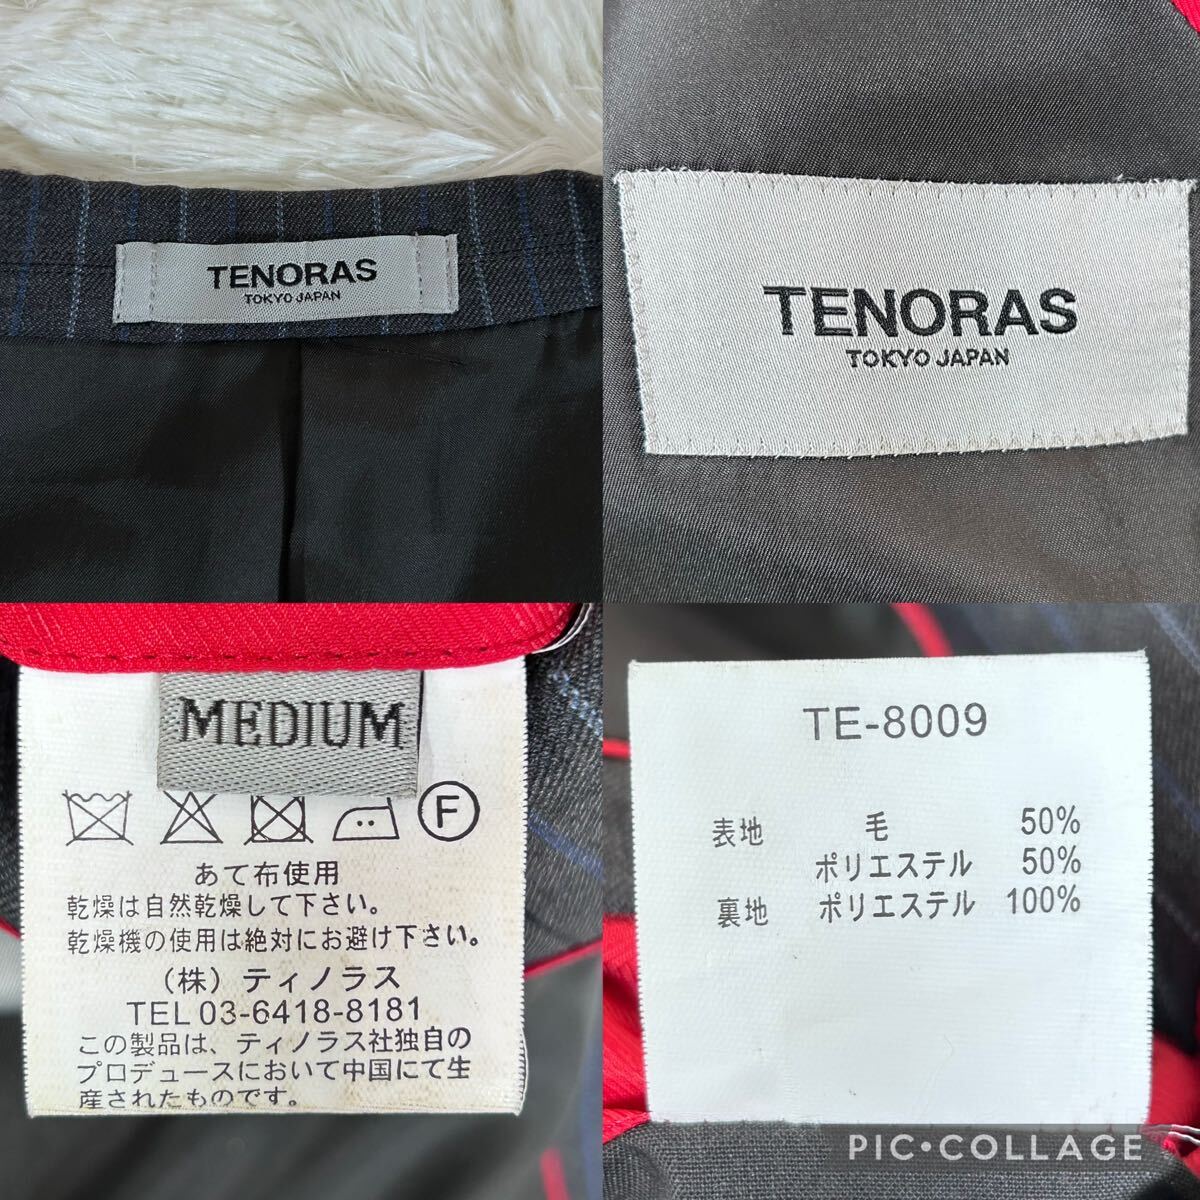 TENORAS
TOKYO JAPAN
TENORAS
TOKYO JAPAN
MEDIUM
F
あて布使用
乾燥は自然乾燥して下さい。
乾燥機の使用は絶対にお避け下さい。
(株) ティノラス
TEL 03-6418-8181
この製品は、ティノラス社独自の
プロデュースにおいて中国にて生
産されたものです。
TE-8009
表地 毛 50%
ポリエステル 50%
裏地 ポリエステル 100%
PIC•COLLAGE